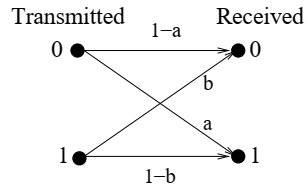 Transmitted Received
1−a
0 0
b
a
1 1
1−b